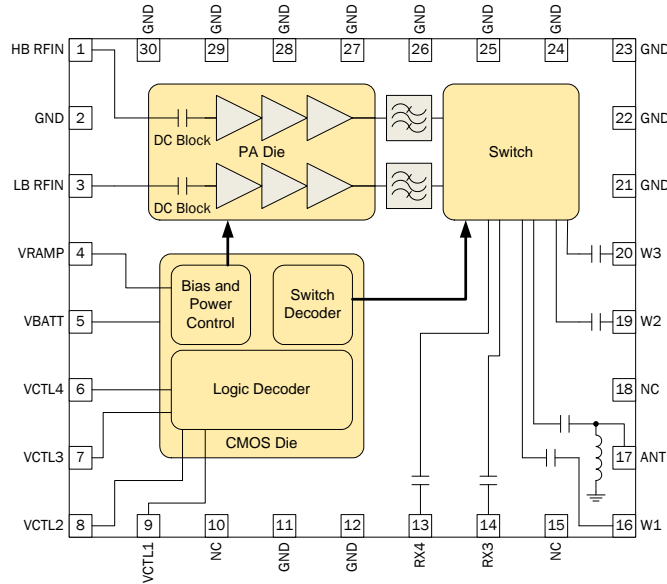 GND
GND
GND
GND
GND
GND
GND
HB RFIN
1
30
29
28
27
26
25
24
23
GND
GND
2
DC Block
PA Die
Switch
22
GND
LB RFIN
3
DC Block
21
GND
VRAMP
4
Bias and
Power
Control
Switch
Decoder
20
W3
VBATT
5
19
W2
VCTL4
6
Logic Decoder
18
NC
VCTL3
7
CMOS Die
17
ANT
VCTL2
8
9
10
11
12
13
14
15
16
W1
VCTL1
NC
GND
GND
RX4
RX3
NC